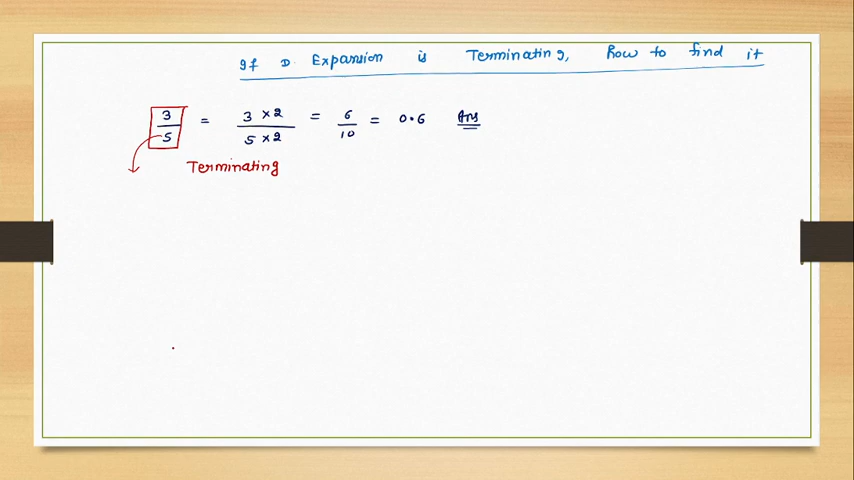 If D. Expansion is Terminating, how to find it
3/5 = 3 × 2 / 5 × 2 = 6/10 = 0.6 Ans
Terminating